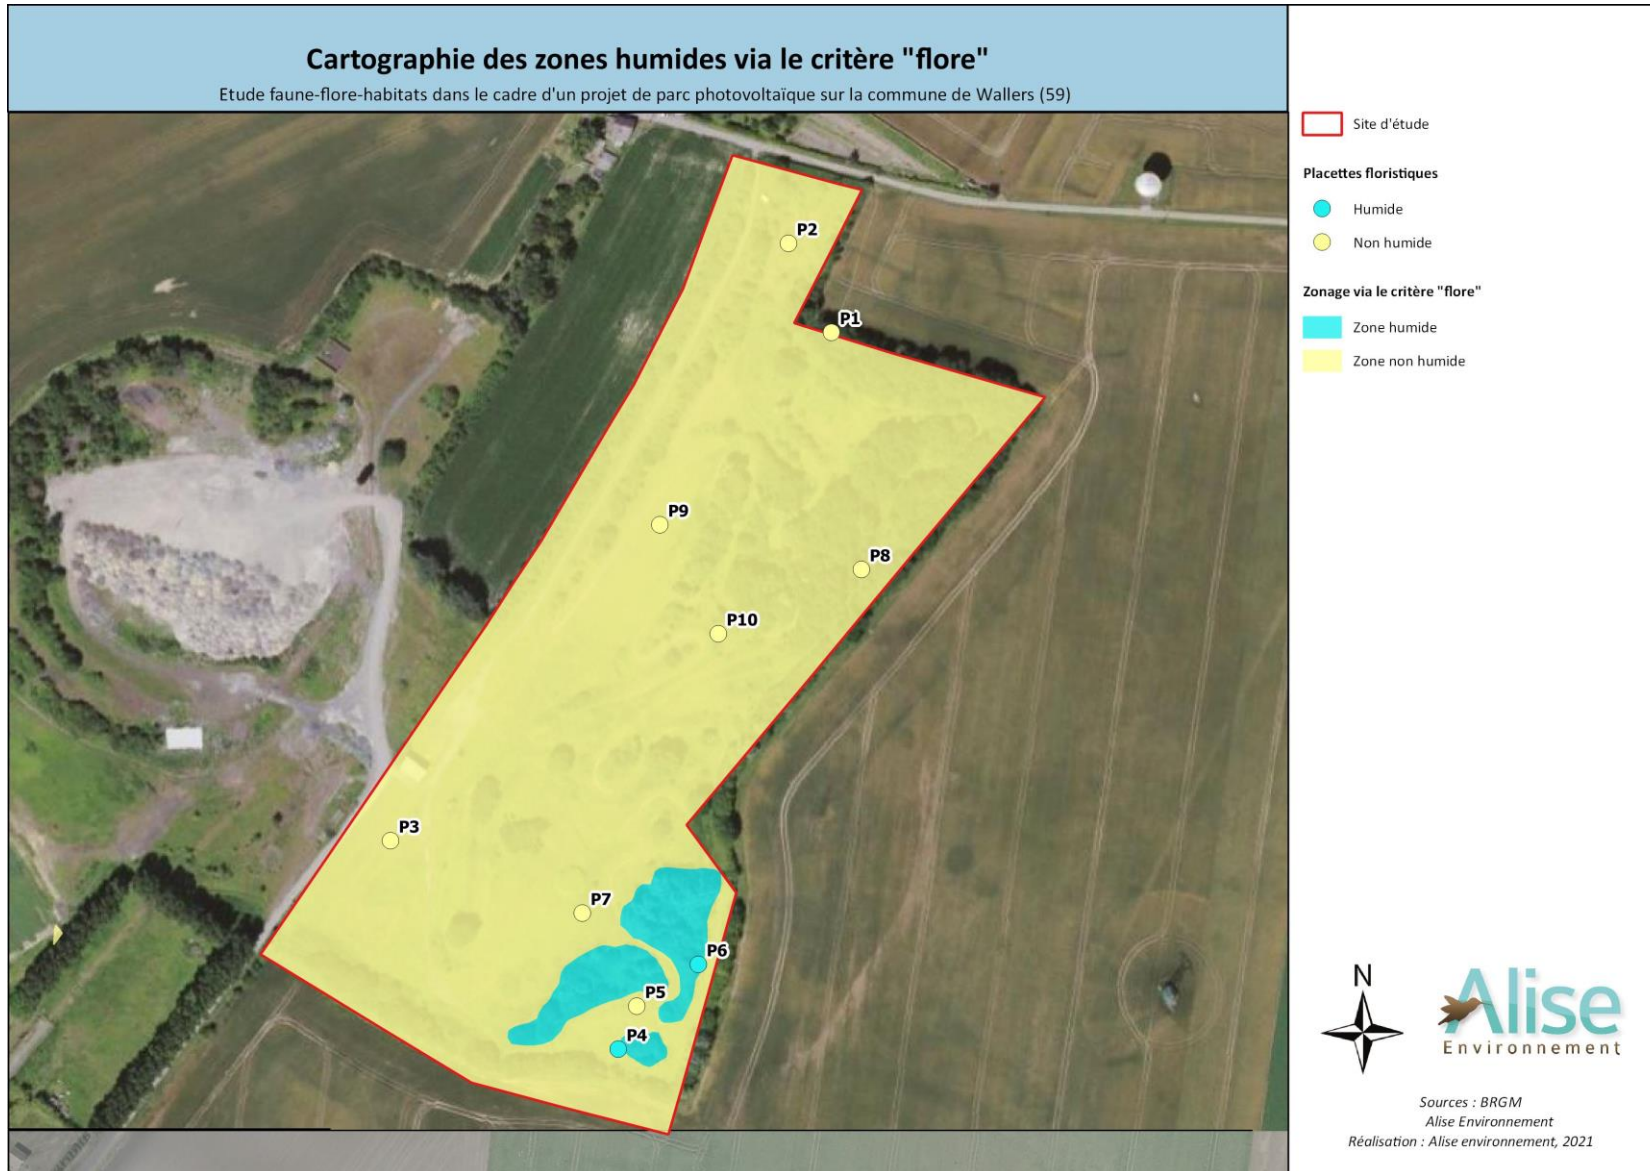 Cartographie des zones humides via le critère "flore"
Etude faune-flore-habitats dans le cadre d'un projet de parc photovoltaïque sur la commune de Wallers (59)
Site d'étude
Placettes floristiques
Humide
Non humide
Zonage via le critère "flore"
Zone humide
Zone non humide
P2
P1
P9
P8
P10
P3
P7
P6
P5
P4
N
Alise
Environnement
Sources : BRGM
Alise Environnement
Réalisation : Alise environnement, 2021